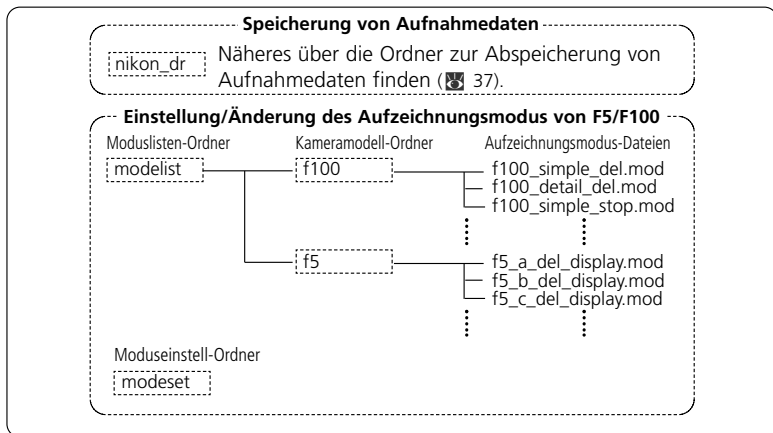 Speicherung von Aufnahmedaten
nikon_dr
Näheres über die Ordner zur Abspeicherung von
Aufnahmedaten finden ( 37).
Einstellung/Änderung des Aufzeichnungsmodus von F5/F100
Moduslisten-Ordner
Kameramodell-Ordner
Aufzeichnungsmodus-Dateien
modelist
f100
f100_simple_del.mod
f100_detail_del.mod
f100_simple_stop.mod
f5
f5_a_del_display.mod
f5_b_del_display.mod
f5_c_del_display.mod
Moduseinstell-Ordner
modeset